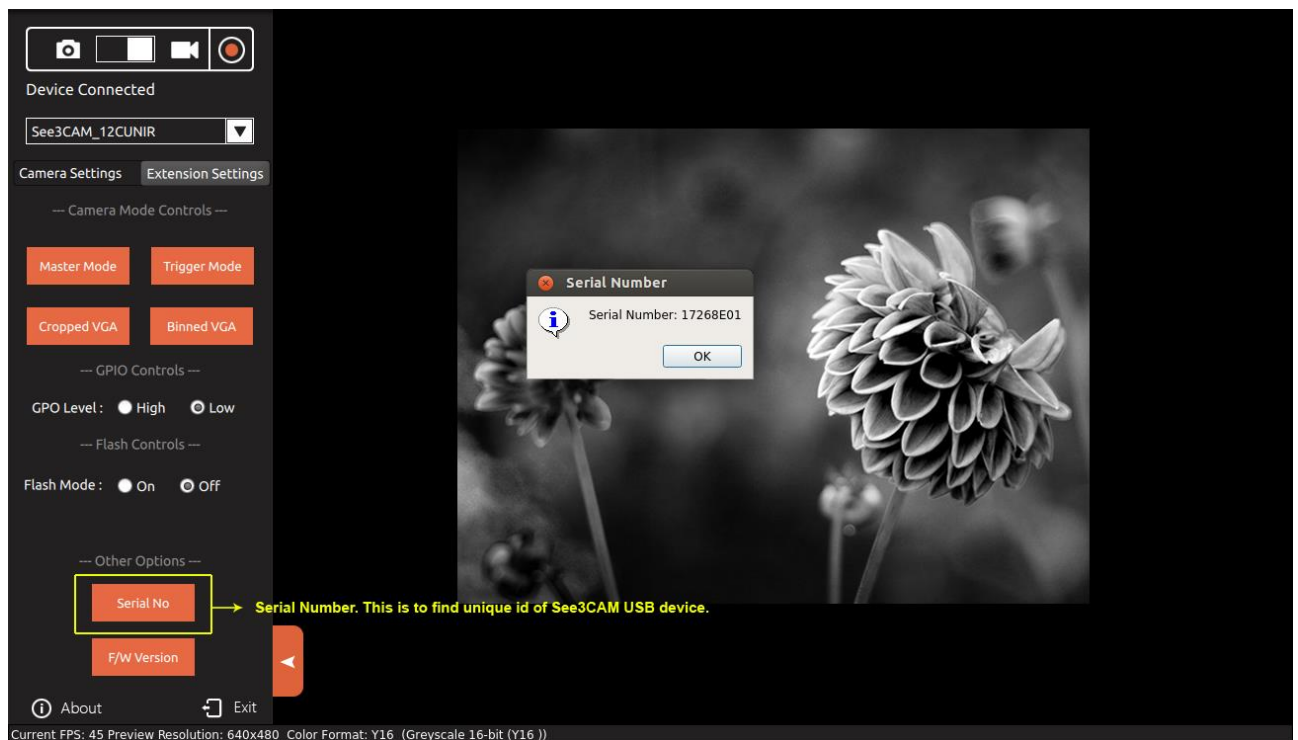 Device Connected
See3CAM_12CUNIR
Camera Settings Extension Settings
--- Camera Mode Controls ---
Master Mode Trigger Mode
Cropped VGA Binned VGA
--- GPIO Controls ---
GPO Level : High Low
--- Flash Controls ---
Flash Mode : On Off
--- Other Options ---
Serial No
F/W Version
About Exit
Serial Number
Serial Number: 17268E01
OK
Serial Number. This is to find unique id of See3CAM USB device.
Current FPS: 45 Preview Resolution: 640x480 Color Format: Y16 (Greyscale 16-bit (Y16 ))